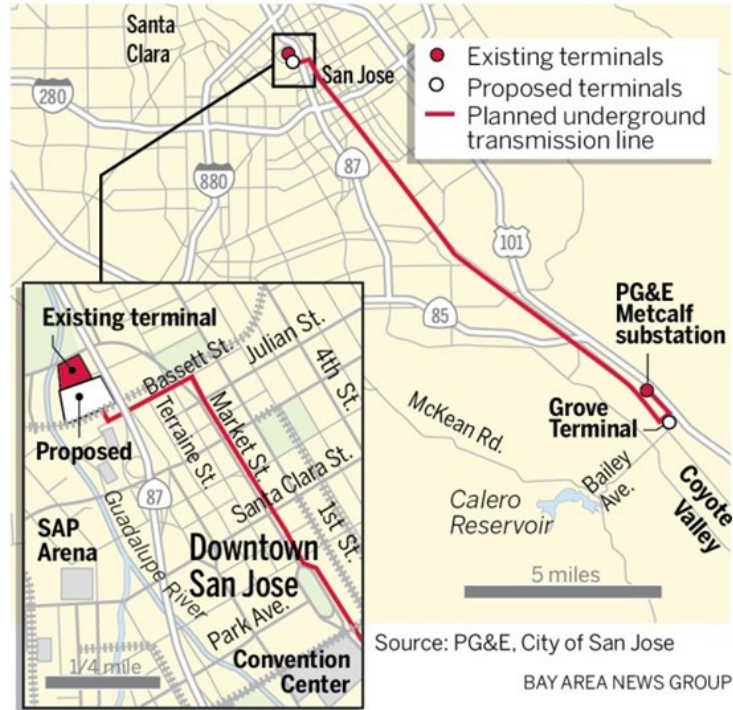 Santa
Clara
San Jose
280
880
87
101
85
Existing terminals
Proposed terminals
Planned underground
transmission line
PG&E
Metcalf
substation
Grove
Terminal
McKean Rd.
Bailey
Ave.
Calero
Reservoir
Coyote
Valley
5 miles
Existing terminal
Proposed
Bassett St.
Julian St.
4th St.
Terraine St.
Market St.
Santa Clara St.
1st St.
87
SAP
Arena
Guadalupe River
Downtown
San Jose
Park Ave.
Convention
Center
1/4 mile
Source: PG&E, City of San Jose
BAY AREA NEWS GROUP